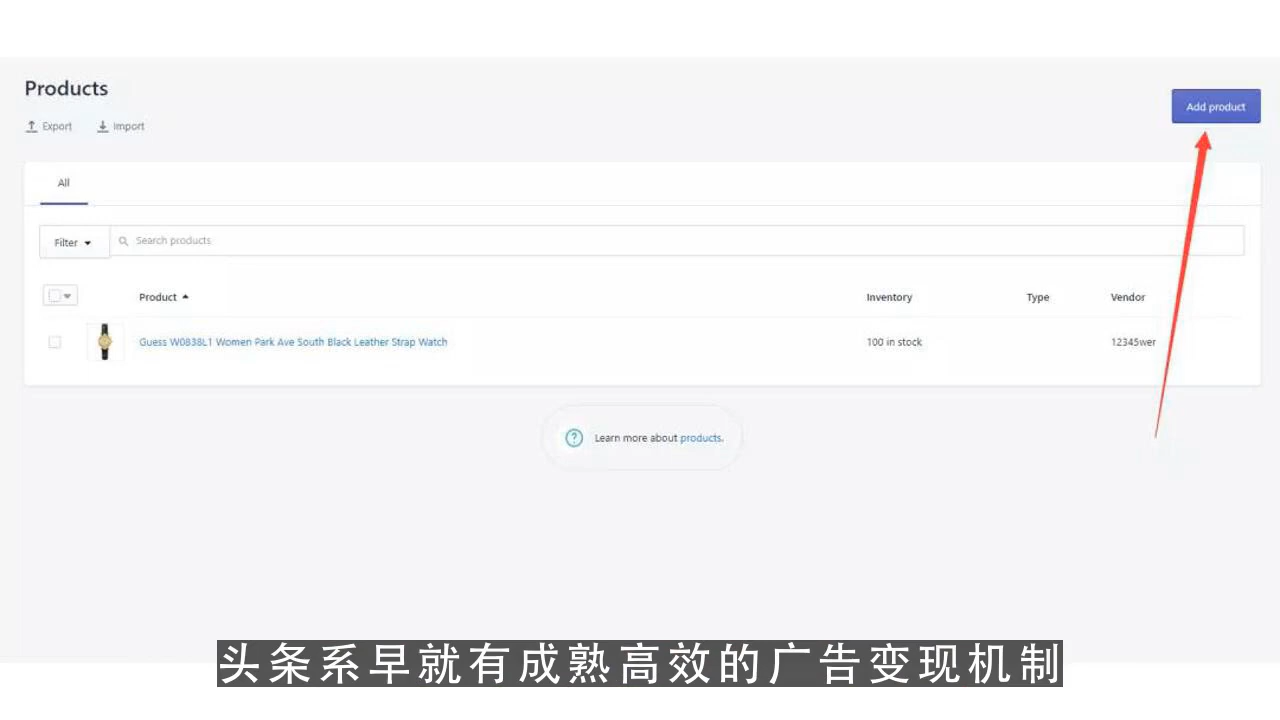 Products
Add product
Export Import
All
Filter Search products
Product Inventory Type Vendor
Guess W0838L1 Women Park Ave South Black Leather Strap Watch 100 in stock 12345wer
Learn more about products.
头条系早就有成熟高效的广告变现机制